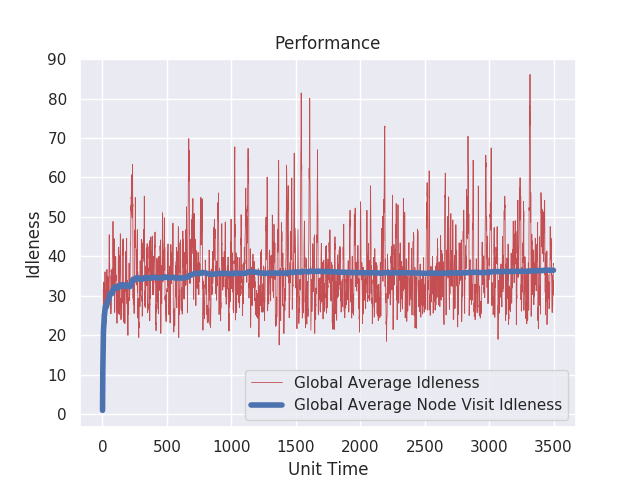 Performance
90
80
70
60
50
40
30
20
10
0
Idleness
Global Average Idleness
Global Average Node Visit Idleness
0 500 1000 1500 2000 2500 3000 3500
Unit Time